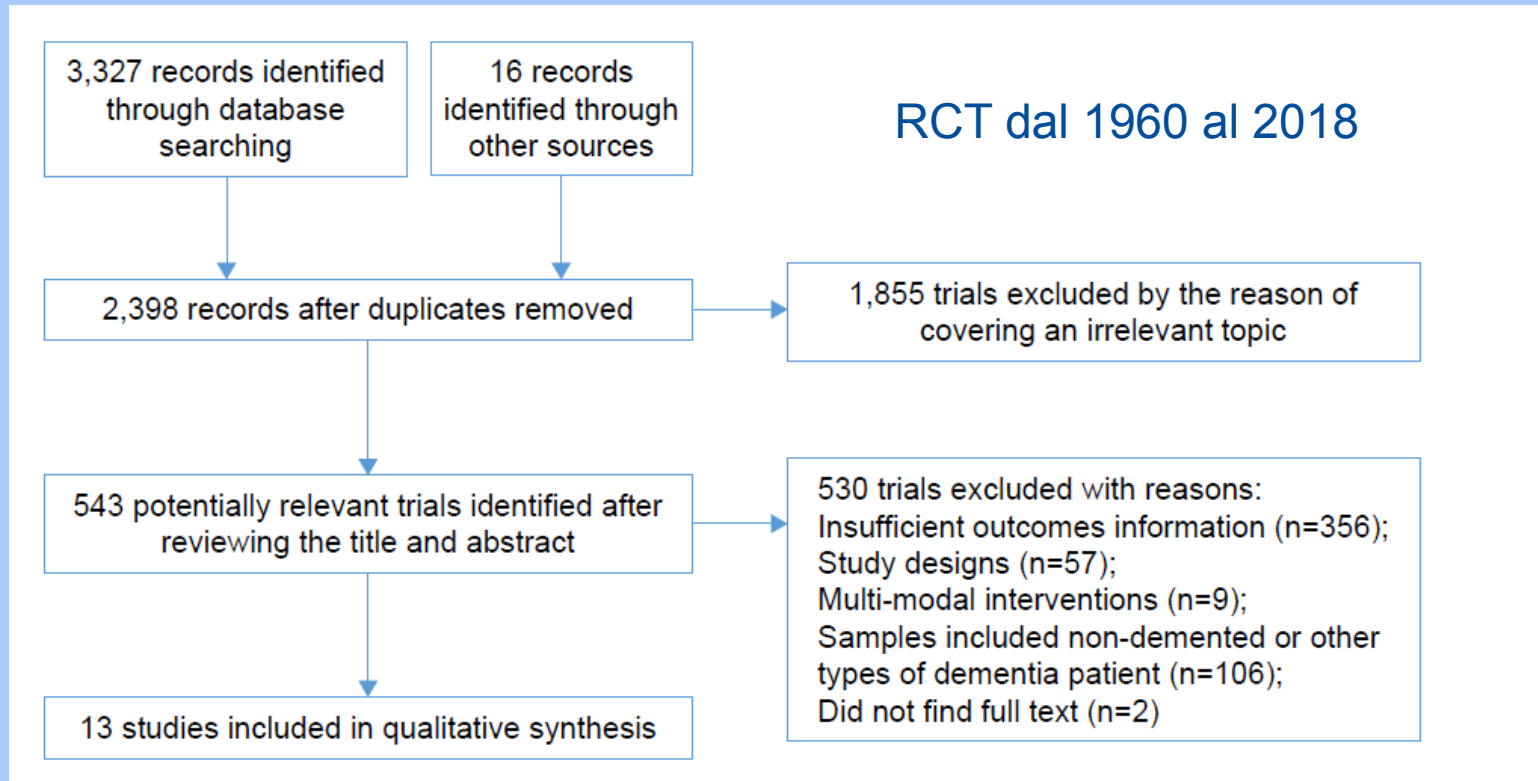 3,327 records identified
through database
searching
16 records
identified through
other sources
RCT dal 1960 al 2018
2,398 records after duplicates removed
1,855 trials excluded by the reason of
covering an irrelevant topic
543 potentially relevant trials identified after
reviewing the title and abstract
530 trials excluded with reasons:
Insufficient outcomes information (n=356);
Study designs (n=57);
Multi-modal interventions (n=9);
Samples included non-demented or other
types of dementia patient (n=106);
Did not find full text (n=2)
13 studies included in qualitative synthesis